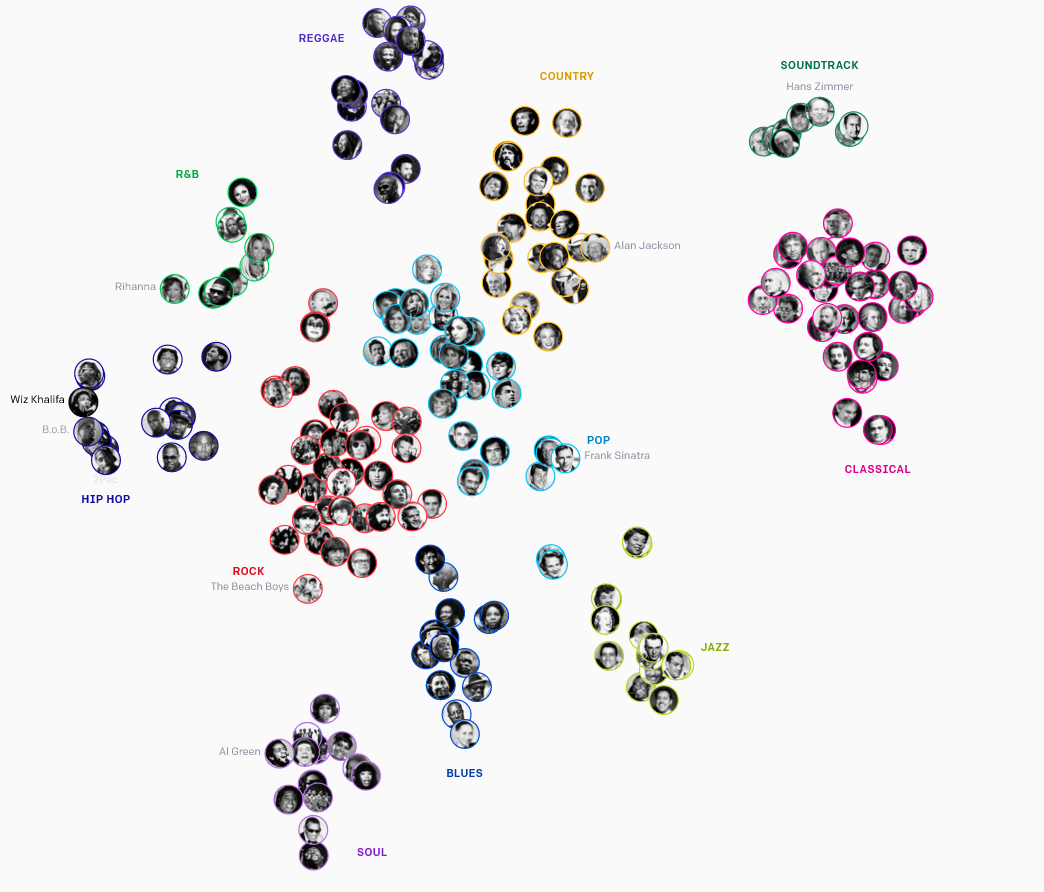 REGGAE
SOUNDTRACK
COUNTRY
Hans Zimmer
R&B
Alan Jackson
Rihanna
Wiz Khalifa
B.o.B.
POP
Frank Sinatra
CLASSICAL
2Pac
HIP HOP
ROCK
The Beach Boys
JAZZ
Al Green
BLUES
SOUL